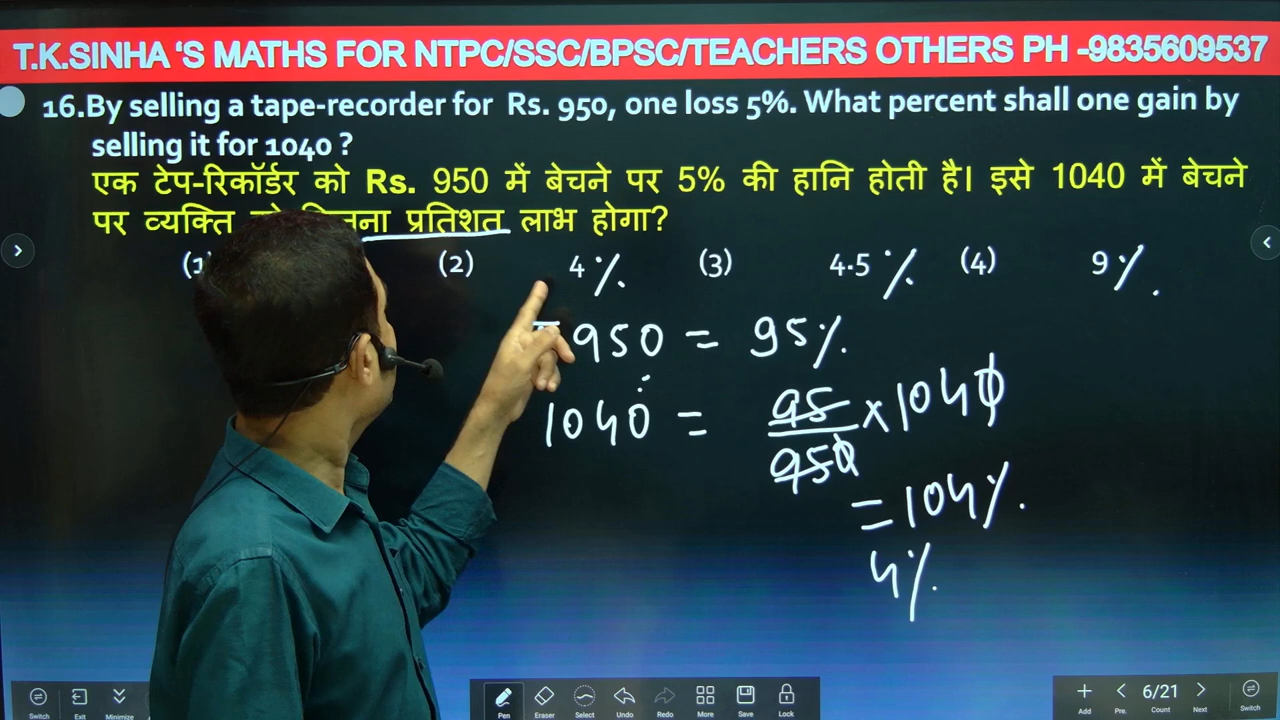 T.K.SINHA 'S MATHS FOR NTPC/SSC/BPSC/TEACHERS OTHERS PH -9835609537
16.By selling a tape-recorder for Rs. 950, one loss 5%. What percent shall one gain by
selling it for 1040 ?
एक टेप-रिकॉर्डर को Rs. 950 में बेचने पर 5% की हानि होती है। इसे 1040 में बेचने
पर व्यक्ति प्रतिशत लाभ होगा?
(1) (2) 4% (3) 4.5% (4) 9%.
950 = 95%.
1040 = 95/950 × 1040
= 104%.
4%.
Switch Exit Minimize Pen Eraser Select Undo Redo More Save Lock Add Pre. 6/21 Count Next Switch